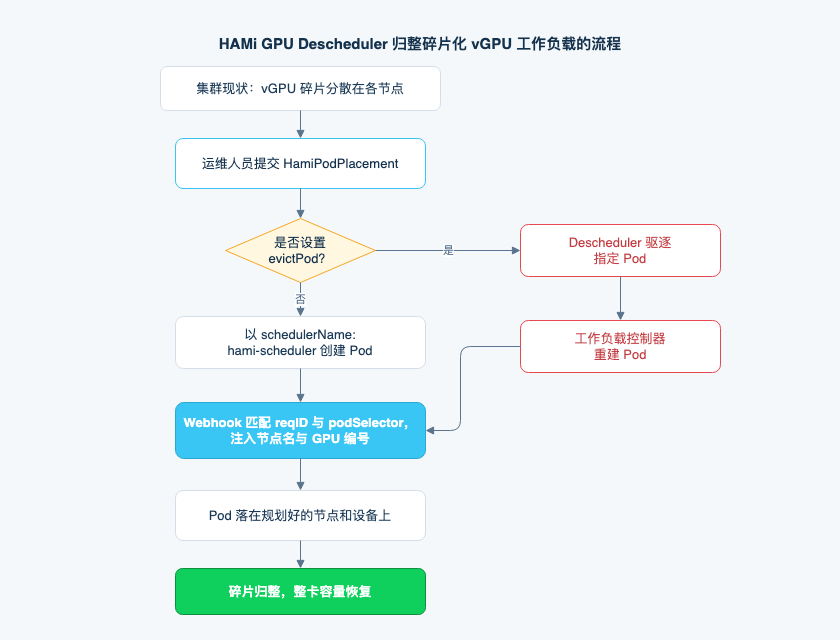 HAMi GPU Descheduler 归整碎片化 vGPU 工作负载的流程
集群现状：vGPU 碎片分散在各节点
运维人员提交 HamiPodPlacement
是否设置
evictPod?
是
Descheduler 驱逐
指定 Pod
否
以 schedulerName:
hami-scheduler 创建 Pod
工作负载控制器
重建 Pod
Webhook 匹配 reqID 与 podSelector，
注入节点名与 GPU 编号
Pod 落在规划好的节点和设备上
碎片归整，整卡容量恢复